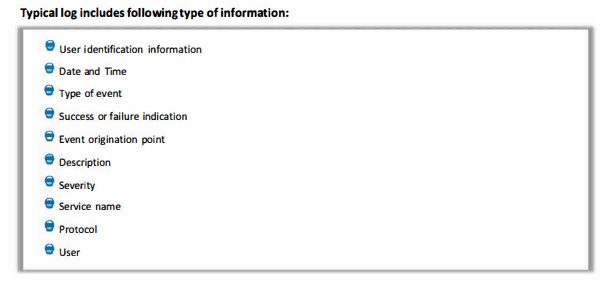 Typical log includes following type of information:
User identification information
Date and Time
Type of event
Success or failure indication
Event origination point
Description
Severity
Service name
Protocol
User